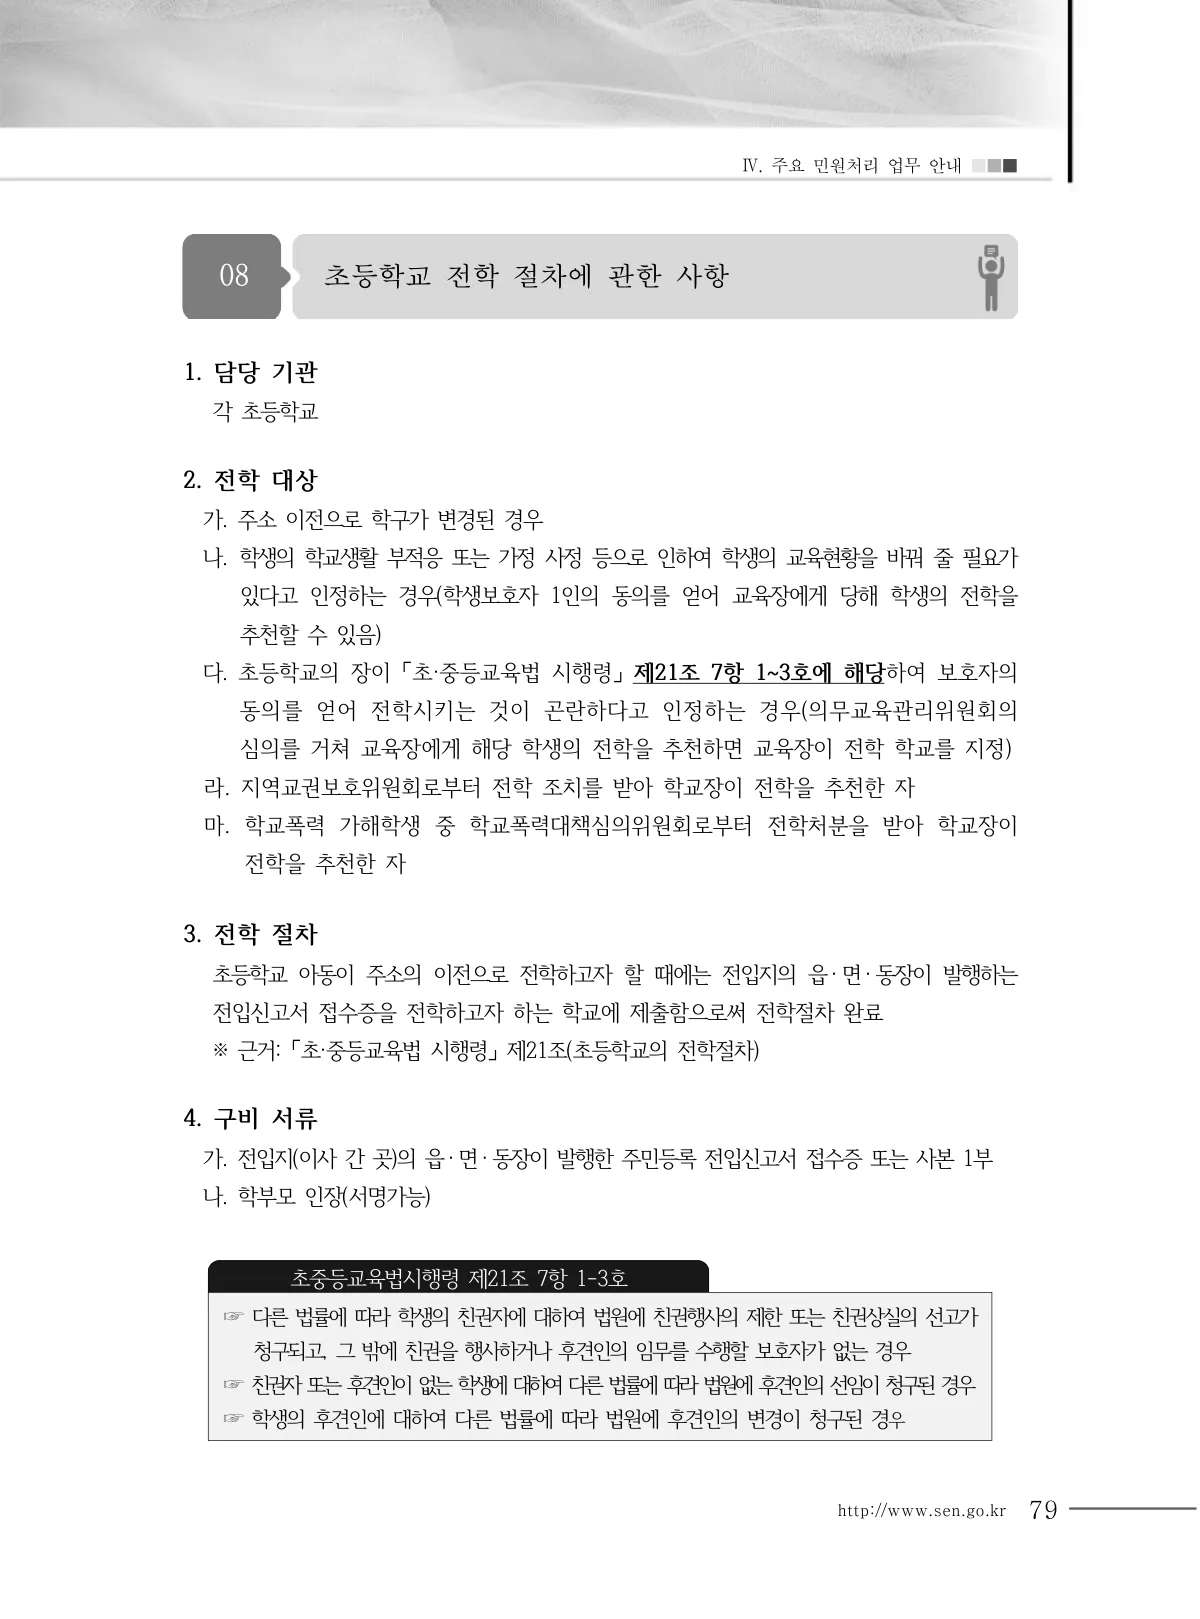 Ⅳ. 주요 민원처리 업무 안내
08
초등학교 전학 절차에 관한 사항
1. 담당 기관
각 초등학교
2. 전학 대상
가. 주소 이전으로 학구가 변경된 경우
나. 학생의 학교생활 부적응 또는 가정 사정 등으로 인하여 학생의 교육현황을 바꿔 줄 필요가
있다고 인정하는 경우(학생보호자 1인의 동의를 얻어 교육장에게 당해 학생의 전학을
추천할 수 있음)
다. 초등학교의 장이 「초·중등교육법 시행령」 제21조 7항 1~3호에 해당하여 보호자의
동의를 얻어 전학시키는 것이 곤란하다고 인정하는 경우(의무교육관리위원회의
심의를 거쳐 교육장에게 해당 학생의 전학을 추천하면 교육장이 전학 학교를 지정)
라. 지역교권보호위원회로부터 전학 조치를 받아 학교장이 전학을 추천한 자
마. 학교폭력 가해학생 중 학교폭력대책심의위원회로부터 전학처분을 받아 학교장이
전학을 추천한 자
3. 전학 절차
초등학교 아동이 주소의 이전으로 전학하고자 할 때에는 전입지의 읍·면·동장이 발행하는
전입신고서 접수증을 전학하고자 하는 학교에 제출함으로써 전학절차 완료
※ 근거: 「초·중등교육법 시행령」 제21조(초등학교의 전학절차)
4. 구비 서류
가. 전입지(이사 간 곳)의 읍·면·동장이 발행한 주민등록 전입신고서 접수증 또는 사본 1부
나. 학부모 인장(서명가능)
초중등교육법시행령 제21조 7항 1-3호
☞ 다른 법률에 따라 학생의 친권자에 대하여 법원에 친권행사의 제한 또는 친권상실의 선고가
청구되고, 그 밖에 친권을 행사하거나 후견인의 임무를 수행할 보호자가 없는 경우
☞ 친권자 또는 후견인이 없는 학생에 대하여 다른 법률에 따라 법원에 후견인의 선임이 청구된 경우
☞ 학생의 후견인에 대하여 다른 법률에 따라 법원에 후견인의 변경이 청구된 경우
http://www.sen.go.kr 79